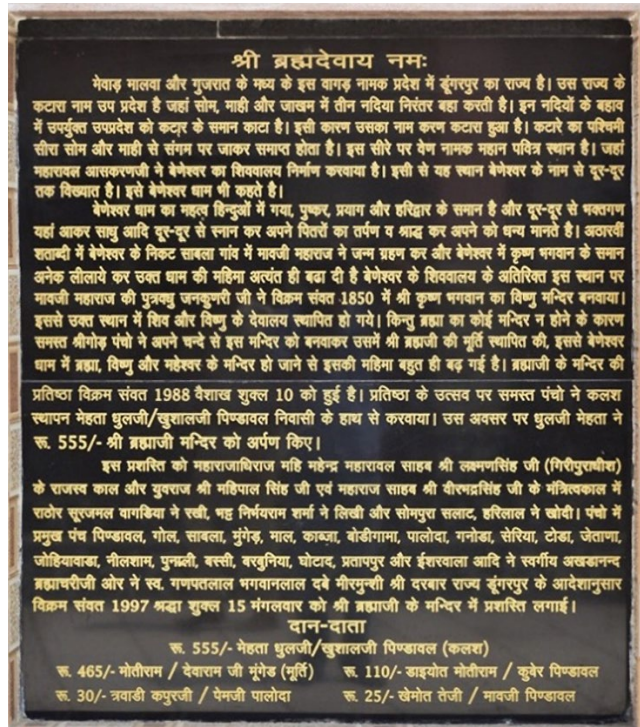 श्री ब्रह्मदेवाय नमः
मेवाड़ मालवा और गुजरात के मध्य के इस वागड़ नामक प्रदेश में डूंगरपुर का राज्य है। उस राज्य के
कटारा नाम उप प्रदेश है जहां सोम, माही और जाखम में तीन नदिया निरंतर बहा करती है। इन नदियों के बहाव
में उपर्युक्त उपप्रदेश को कटार के समान काटा है। इसी कारण उसका नाम करण कटारा हुआ है। कटारे का पश्चिमी
सीरा सोम और माही से संगम पर जाकर समाप्त होता है। इस सीरे पर वेण नामक महान पवित्र स्थान है। जहां
महारावल आसकरणजी ने बेणेश्वर का शिववालय निर्माण करवाया है। इसी से यह स्थान बेणेश्वर के नाम से दूर-दूर
तक विख्यात है। इसे बेणेश्वर धाम भी कहते है।
बेणेश्वर धाम का महत्व हिन्दुओं में गया, पुष्कर, प्रयाग और हरिद्वार के समान है और दूर-दूर से भक्तगण
यहां आकर साधु आदि दूर-दूर से स्नान कर अपने पितरों का तर्पण व श्राद्ध कर अपने को धन्य मानते है। अठारवीं
शताब्दी में बेणेश्वर के निकट साबला गांव में मावजी महाराज ने जन्म ग्रहण कर और बेणेश्वर में कृष्ण भगवान के समान
अनेक लीलाये कर उक्त धाम की महिमा अत्यंत ही बढा दी है बेणेश्वर के शिववालय के अतिरिक्त इस स्थान पर
मावजी महाराज की पुत्रवधु जनकुणरी जी ने विक्रम संवत 1850 में श्री कृष्ण भगवान का विष्णु मन्दिर बनवाया।
इससे उक्त स्थान में शिव और विष्णु के देवालय स्थापित हो गये। किन्तु ब्रह्मा का कोई मन्दिर न होने के कारण
समस्त श्रीगोड़ पंचो ने अपने चन्दे से इस मन्दिर को बनवाकर उसमें श्री ब्रह्माजी की मूर्ति स्थापित की, इससे बेणेश्वर
धाम में ब्रह्मा, विष्णु और महेश्वर के मन्दिर हो जाने से इसकी महिमा बहुत ही बढ़ गई है। ब्रह्माजी के मन्दिर की
प्रतिष्ठा विक्रम संवत 1988 वैशाख शुक्ल 10 को हुई है। प्रतिष्ठा के उत्सव पर समस्त पंचो ने कलश
स्थापन मेहता धुलजी/खुशालजी पिण्डावल निवासी के हाथ से करवाया। उस अवसर पर धुलजी मेहता ने
रू. 555/- श्री ब्रह्माजी मन्दिर को अर्पण किए।
इस प्रशस्ति को महाराजाधिराज महि महेन्द्र महारावल साहब श्री लक्ष्मणसिंह जी (गिरीपुराधीश)
के राजस्व काल और युवराज श्री महिपाल सिंह जी एवं महाराज साहब श्री वीरभद्रसिंह जी के मंत्रित्वकाल में
राठोर सूरजमल वागडिया ने रखी, भट्ट निर्भयराम शर्मा ने लिखी और सोमपुरा सलाट, हरिलाल ने खोदी। पंचो में
प्रमुख पंच पिण्डावल, गोल, साबला, मुंगेड़, माल, काब्जा, बोडीगामा, पालोदा, गनोडा, सेरिया, टोडा, जेताणा,
जोहियावाडा, नीलशाम, पुनाली, बस्सी, बरबुनिया, घोटाद, प्रतापपुर और ईशरवाला आदि ने स्वर्गीय अखडानन्द
ब्रह्मचरीजी ओर ने स्व. गणपतलाल भगवानलाल दबे मीरमुन्शी श्री दरबार राज्य डूंगरपुर के आदेशानुसार
विक्रम संवत 1997 श्रद्धा शुक्ल 15 मंगलवार को श्री ब्रह्माजी के मन्दिर में प्रशस्ति लगाई।
दान-दाता
रू. 555/- मेहता धुलजी/खुशालजी पिण्डावल (कलश)
रू. 465/- मोतीराम / देवाराम जी मूंगेड (मूर्ति) रू. 110/- डाइयोत मोतीराम / कुबेर पिण्डावल
रू. 30/- त्रवाडी कपुरजी / पेमजी पालोदा रू. 25/- खेमोत तेजी / मावजी पिण्डावल